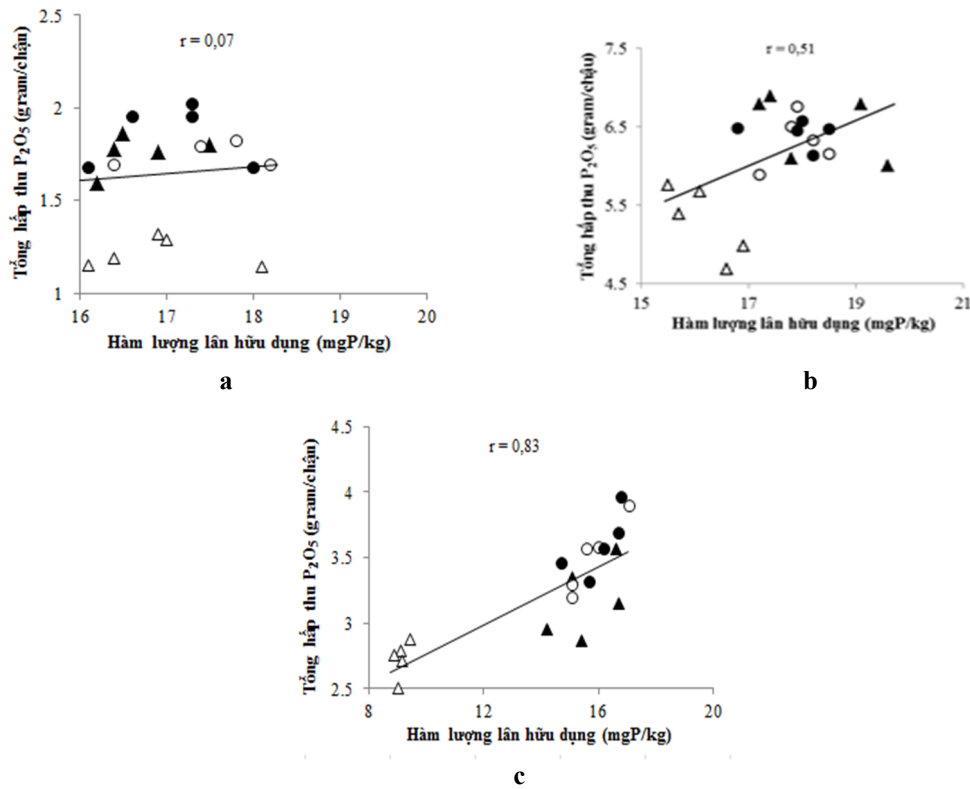 2.5
2
1.5
1
r = 0,07
Tổng hấp thu P2O5 (gram/chậu)
16 17 18 19 20
Hàm lượng lân hữu dụng (mgP/kg)
a
7.5
6.5
5.5
4.5
r = 0,51
Tổng hấp thu P2O5 (gram/chậu)
15 17 19 21
Hàm lượng lân hữu dụng (mgP/kg)
b
4.5
4
3.5
3
2.5
r = 0,83
Tổng hấp thu P2O5 (gram/chậu)
8 12 16 20
Hàm lượng lân hữu dụng (mgP/kg)
c